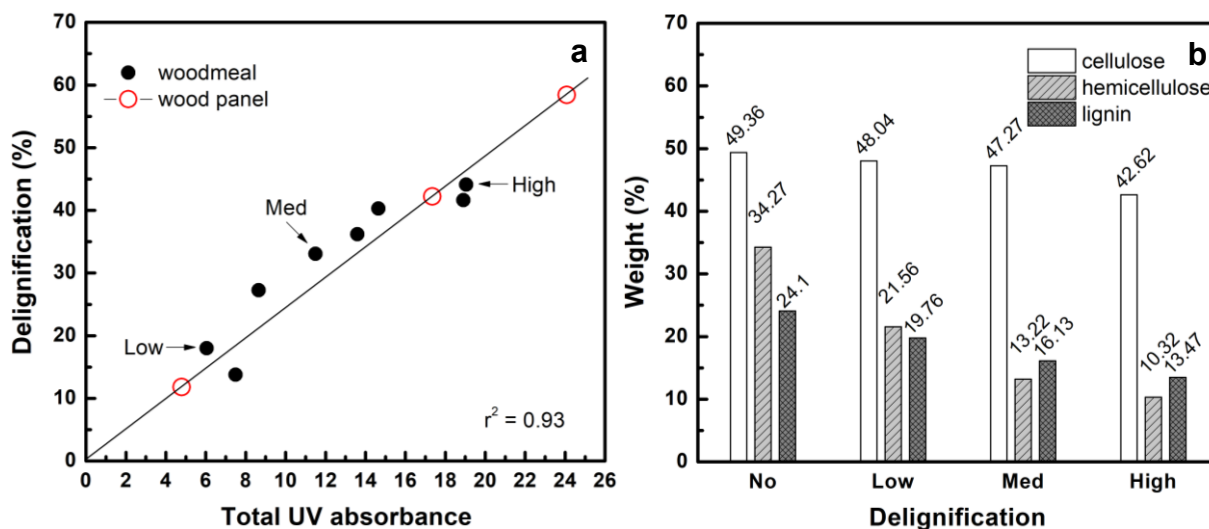 a
woodmeal
wood panel
High
Med
Low
r² = 0.93
Delignification (%)
70
60
50
40
30
20
10
0
0 2 4 6 8 10 12 14 16 18 20 22 24 26
Total UV absorbance
b
cellulose
hemicellulose
lignin
49.36
34.27
24.1
48.04
21.56
19.76
47.27
13.22
16.13
42.62
10.32
13.47
Weight (%)
70
60
50
40
30
20
10
0
No Low Med High
Delignification